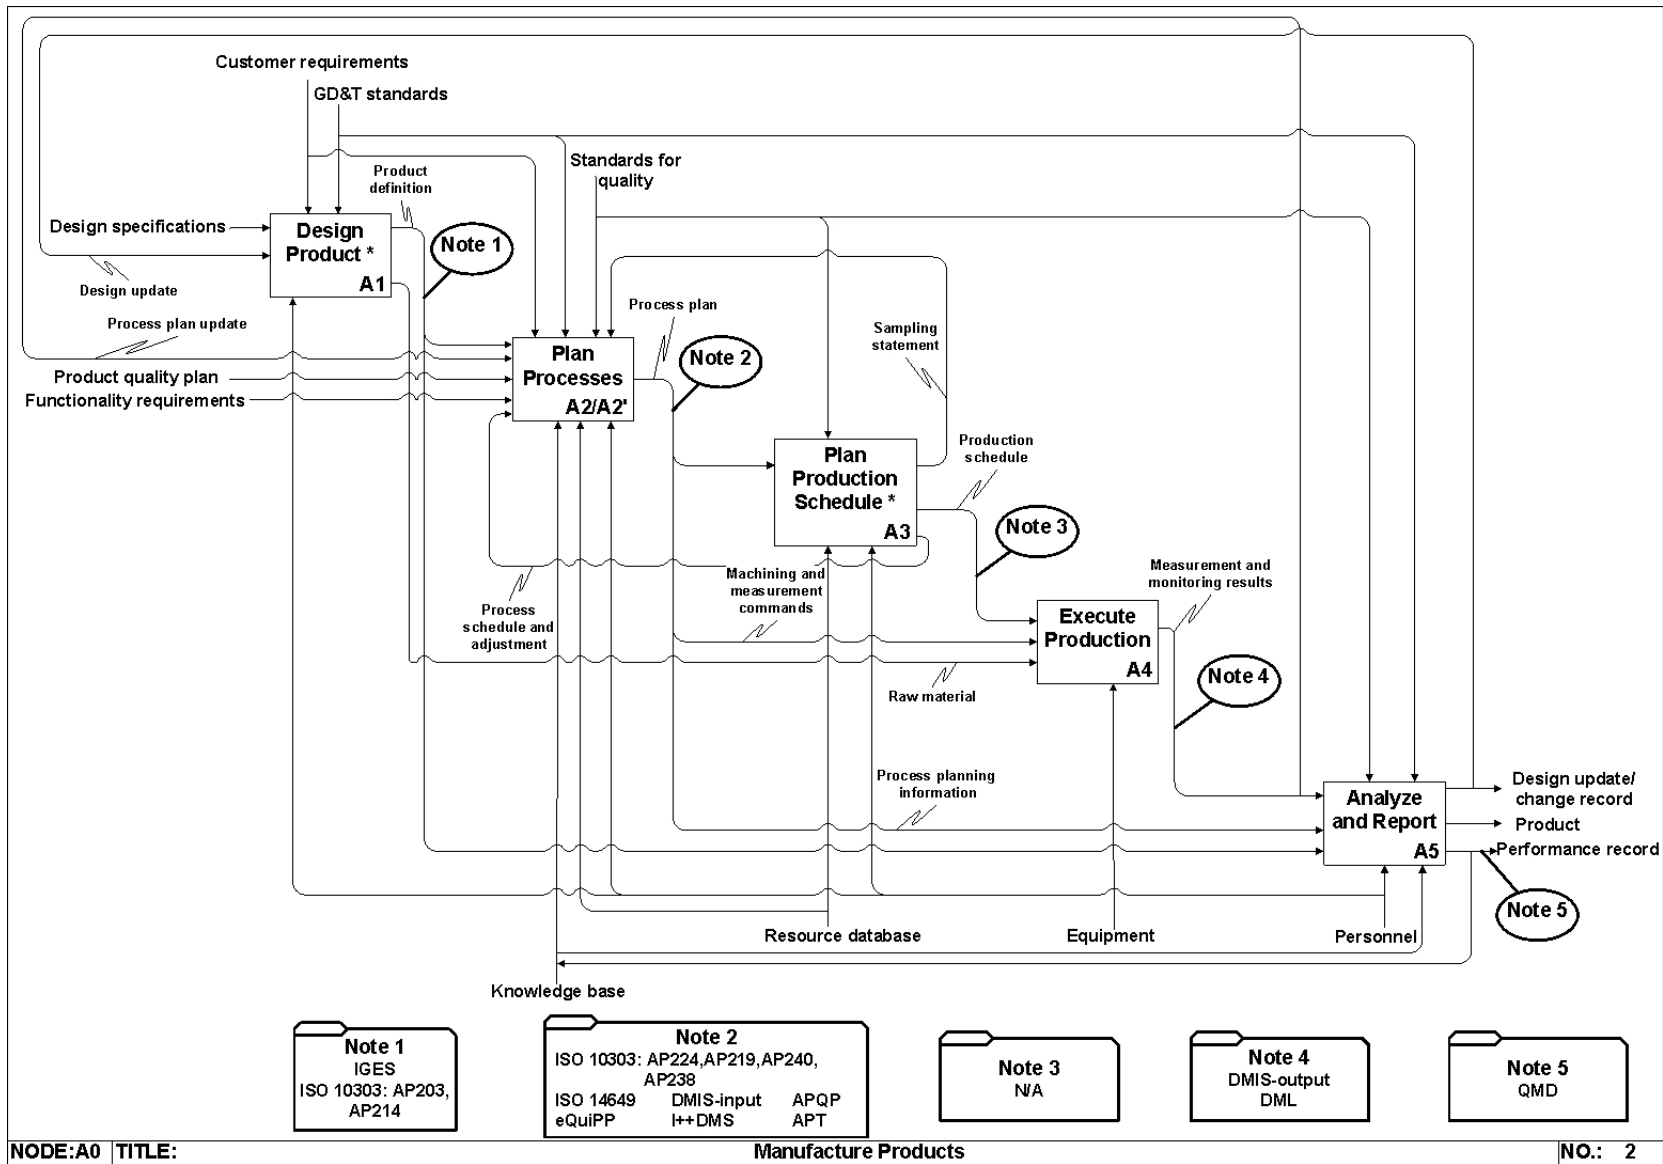 Customer requirements
GD&T standards
Product
definition
Standards for
quality
Design specifications
Design
Product *
A1
Note 1
Design update
Process plan update
Process plan
Sampling
statement
Plan
Processes
A2/A2'
Note 2
Product quality plan
Functionality requirements
Production
schedule
Plan
Production
Schedule *
A3
Note 3
Machining and
measurement
commands
Measurement and
monitoring results
Process
schedule and
adjustment
Execute
Production
A4
Note 4
Raw material
Process planning
information
Analyze
and Report
A5
Design update/
change record
Product
Performance record
Note 5
Resource database
Equipment
Personnel
Knowledge base
Note 1
IGES
ISO 10303: AP203,
AP214
Note 2
ISO 10303: AP224,AP219,AP240,
AP238
ISO 14649 DMIS-input APQP
eQuiPP I++DMS APT
Note 3
N/A
Note 4
DMIS-output
DML
Note 5
QMD
NODE:A0 TITLE: Manufacture Products NO.: 2